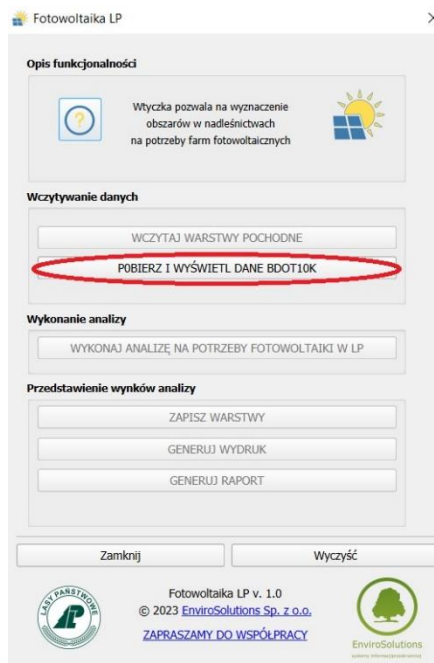 Fotowoltaika LP
Opis funkcjonalności
Wtyczka pozwala na wyznaczenie
obszarów w nadleśnictwach
na potrzeby farm fotowoltaicznych
Wczytywanie danych
WCZYTAJ WARSTWY POCHODNE
P0BIERZ I WYŚWIETL DANE BDOT10K
Wykonanie analizy
WYKONAJ ANALIZĘ NA POTRZEBY FOTOWOLTAIKI W LP
Przedstawienie wynków analizy
ZAPISZ WARSTWY
GENERUJ WYDRUK
GENERUJ RAPORT
Zamknij
Wyczyść
LASY PAŃSTWOWE
Fotowoltaika LP v. 1.0
© 2023 EnviroSolutions Sp. z o.o.
ZAPRASZAMY DO WSPÓŁPRACY
EnviroSolutions